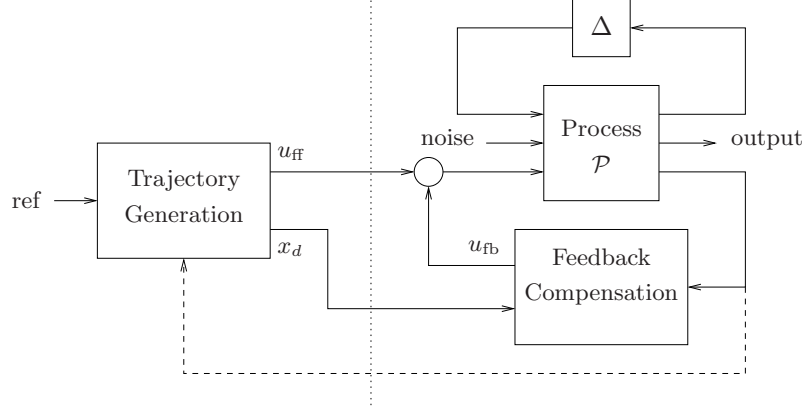 Δ
noise
Process
P
output
u_ff
Trajectory
Generation
ref
x_d
u_fb
Feedback
Compensation